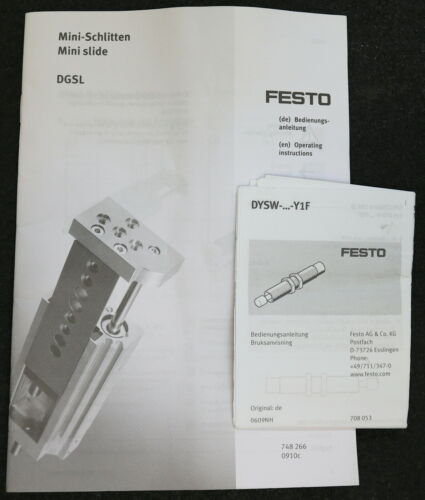 Mini-Schlitten
Mini slide
DGSL
FESTO
(de) Bedienungs-
anleitung
(en) Operating
instructions
748 266
0910c
DYSW-...-Y1F
FESTO
Bedienungsanleitung
Bruksanvisning
Festo AG & Co. KG
Postfach
D-73726 Esslingen
Phone:
+49/711/347-0
www.festo.com
Original: de
0609NH
708 053